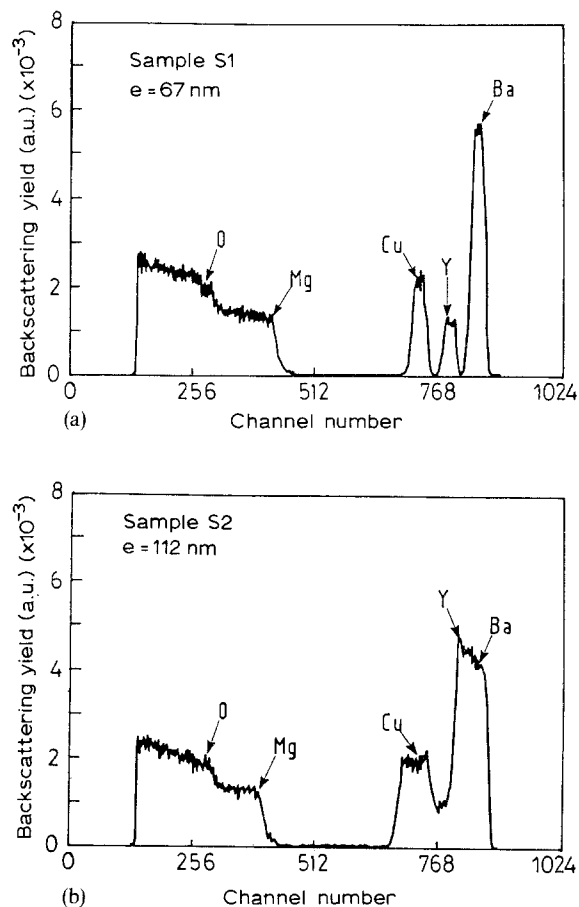 8
6
4
2
0
Backscattering yield (a.u.) (×10⁻³)
Sample S1
e = 67 nm
O
Mg
Cu
Y
Ba
0 256 512 768 1024
(a) Channel number
8
6
4
2
0
Backscattering yield (a.u.) (×10⁻³)
Sample S2
e = 112 nm
O
Mg
Cu
Y
Ba
0 256 512 768 1024
(b) Channel number